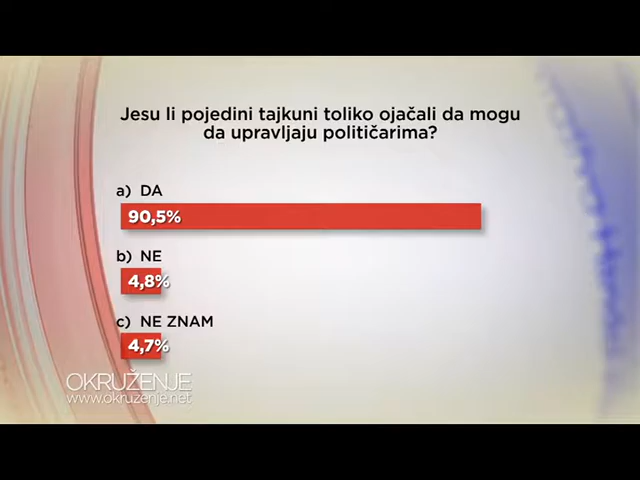 Jesu li pojedini tajkuni toliko ojačali da mogu
da upravljaju političarima?
a) DA
90,5%
b) NE
4,8%
c) NE ZNAM
4,7%
OKRUŽENJE
www.okruzenje.net